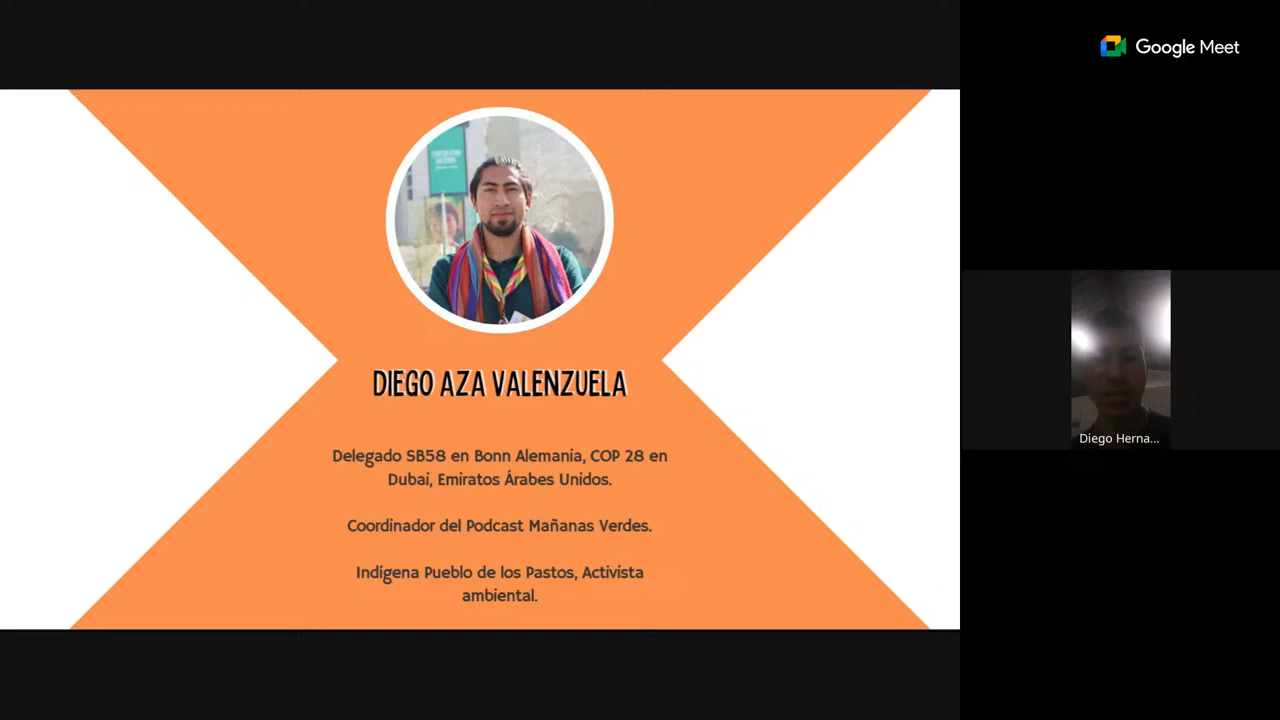 Google Meet
DIEGO AZA VALENZUELA
Delegado SB58 en Bonn Alemania, COP 28 en
Dubai, Emiratos Árabes Unidos.
Coordinador del Podcast Mañanas Verdes.
Indígena Pueblo de los Pastos, Activista
ambiental.
Diego Herna...